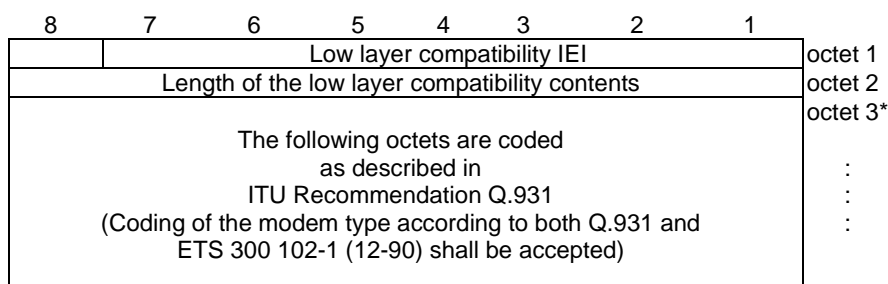 8 7 6 5 4 3 2 1
Low layer compatibility IEI octet 1
Length of the low layer compatibility contents octet 2
octet 3*
The following octets are coded
as described in :
ITU Recommendation Q.931 :
(Coding of the modem type according to both Q.931 and :
ETS 300 102-1 (12-90) shall be accepted)